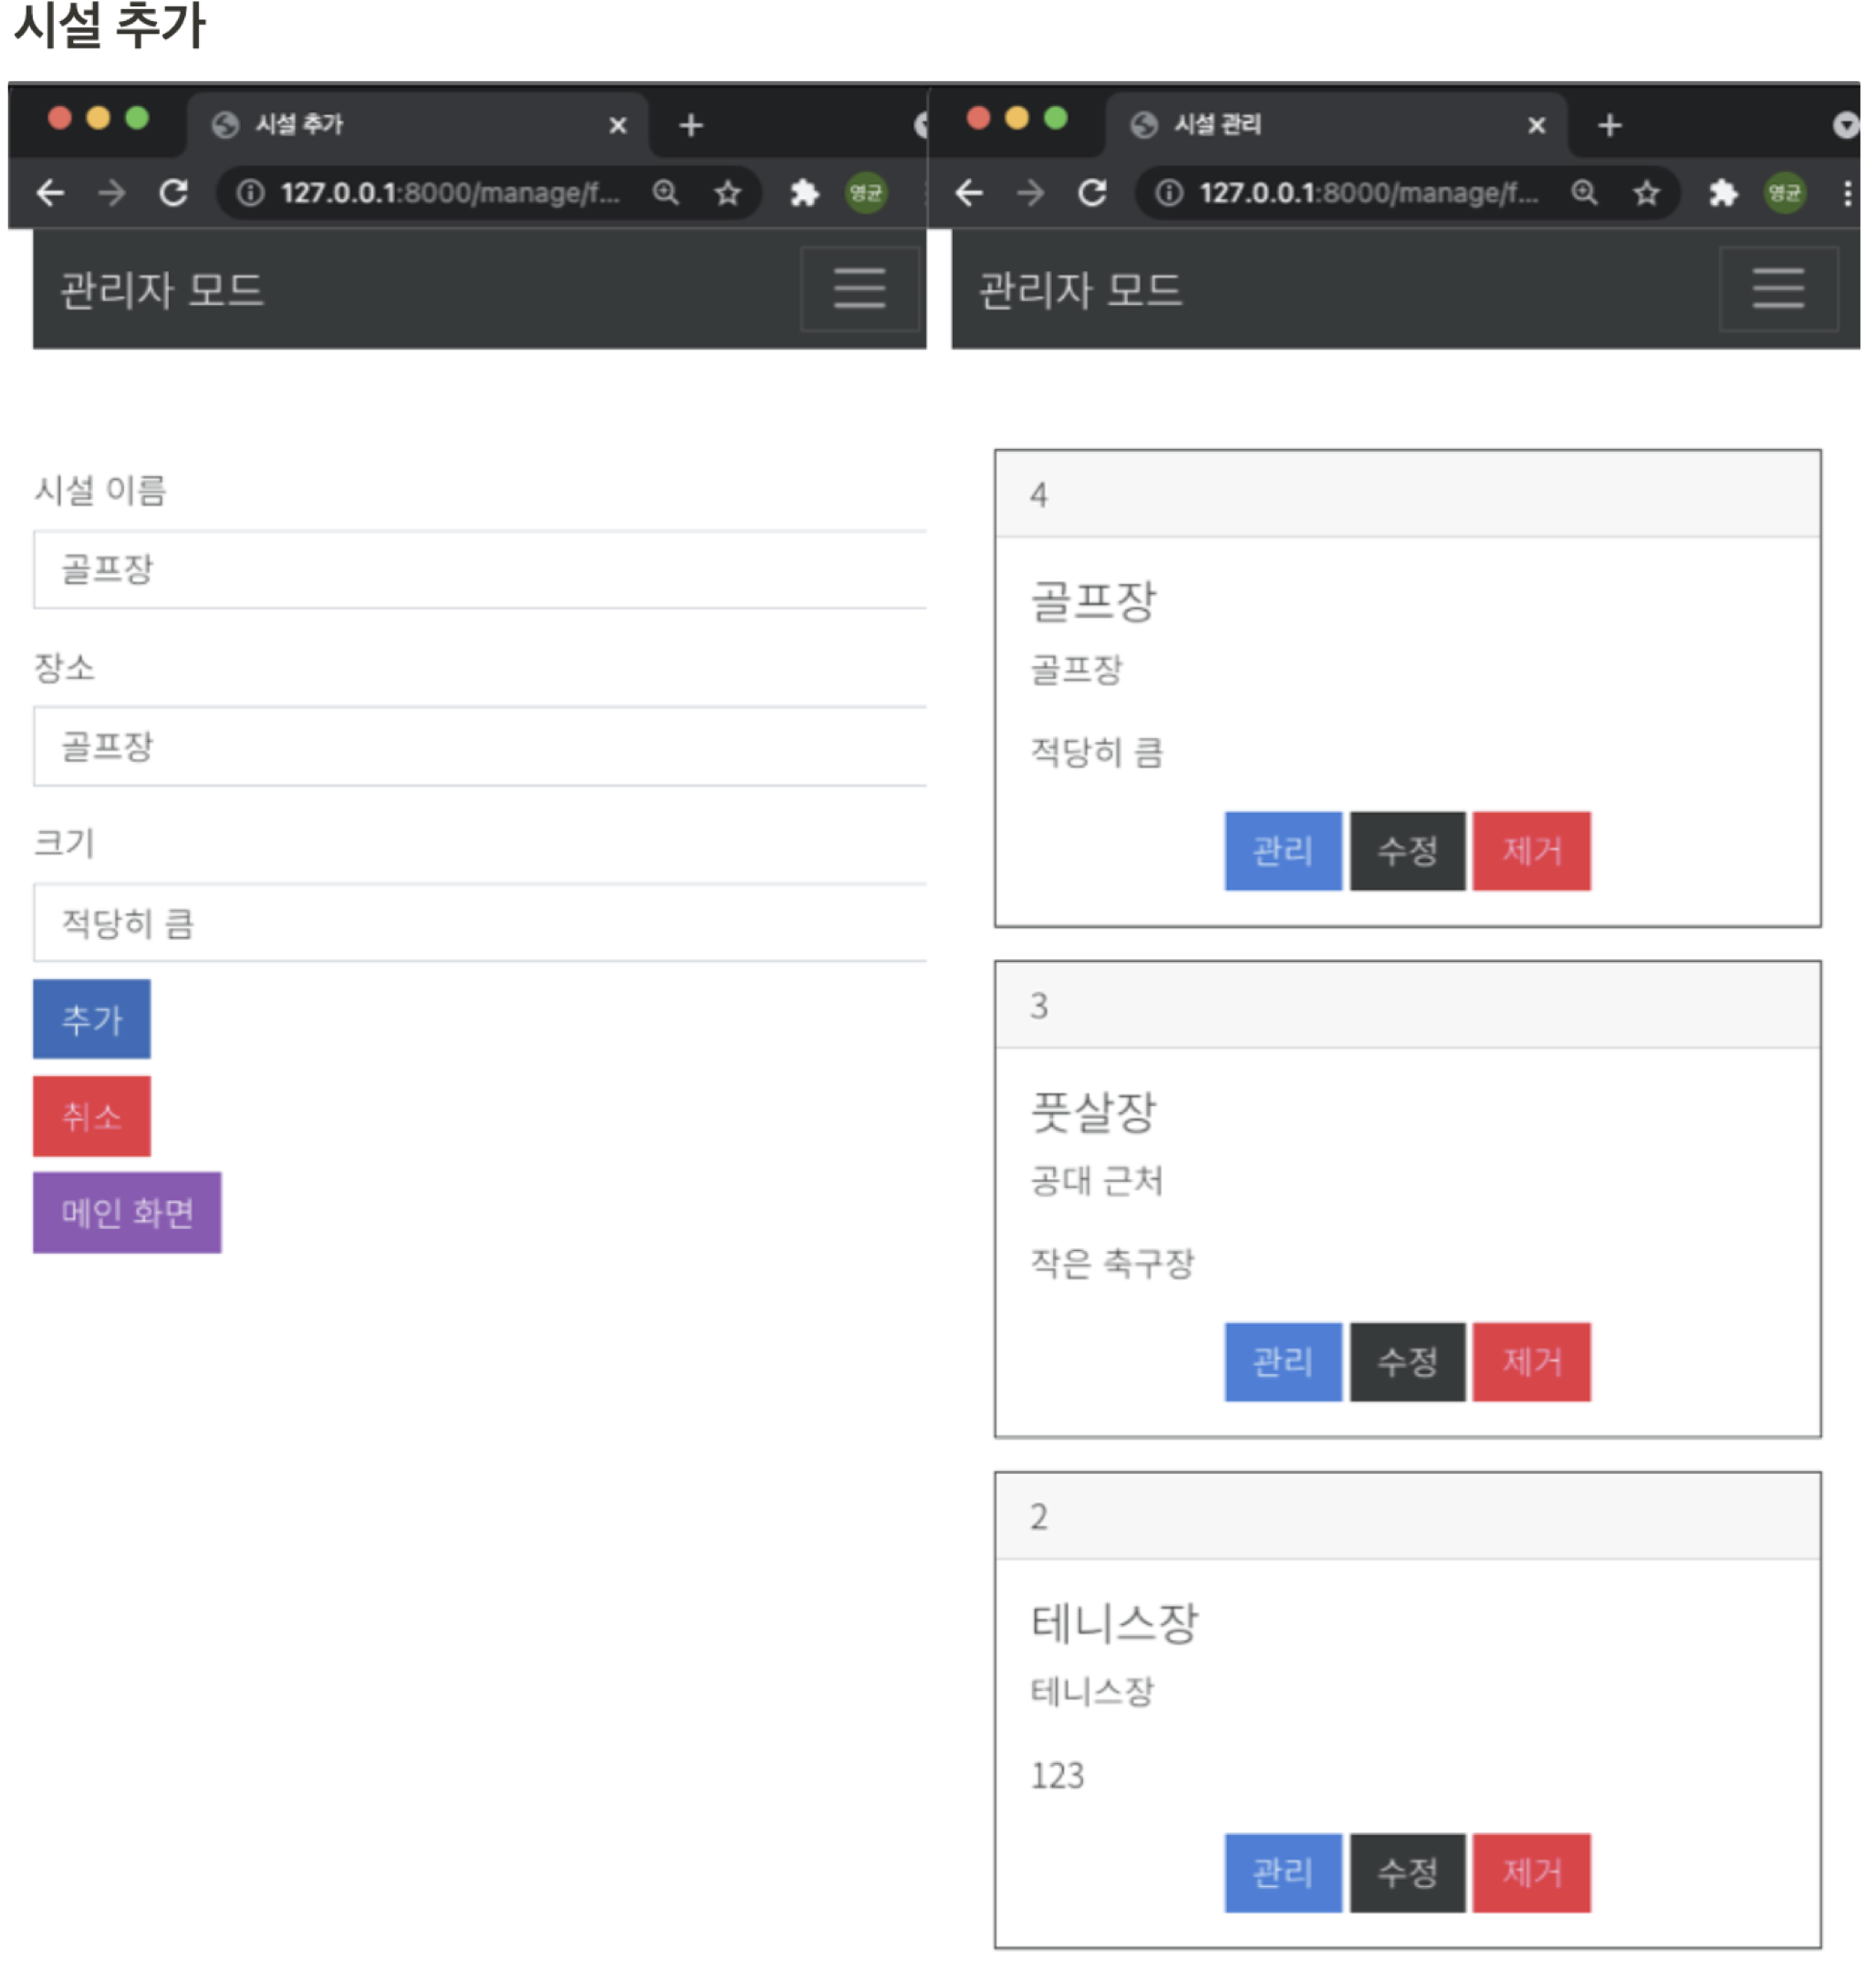 시설 추가
시설 추가
127.0.0.1:8000/manage/f...
영균
관리자 모드
시설 이름
골프장
장소
골프장
크기
적당히 큼
추가
취소
메인 화면
시설 관리
127.0.0.1:8000/manage/f...
영균
관리자 모드
4
골프장
골프장
적당히 큼
관리 수정 제거
3
풋살장
공대 근처
작은 축구장
관리 수정 제거
2
테니스장
테니스장
123
관리 수정 제거